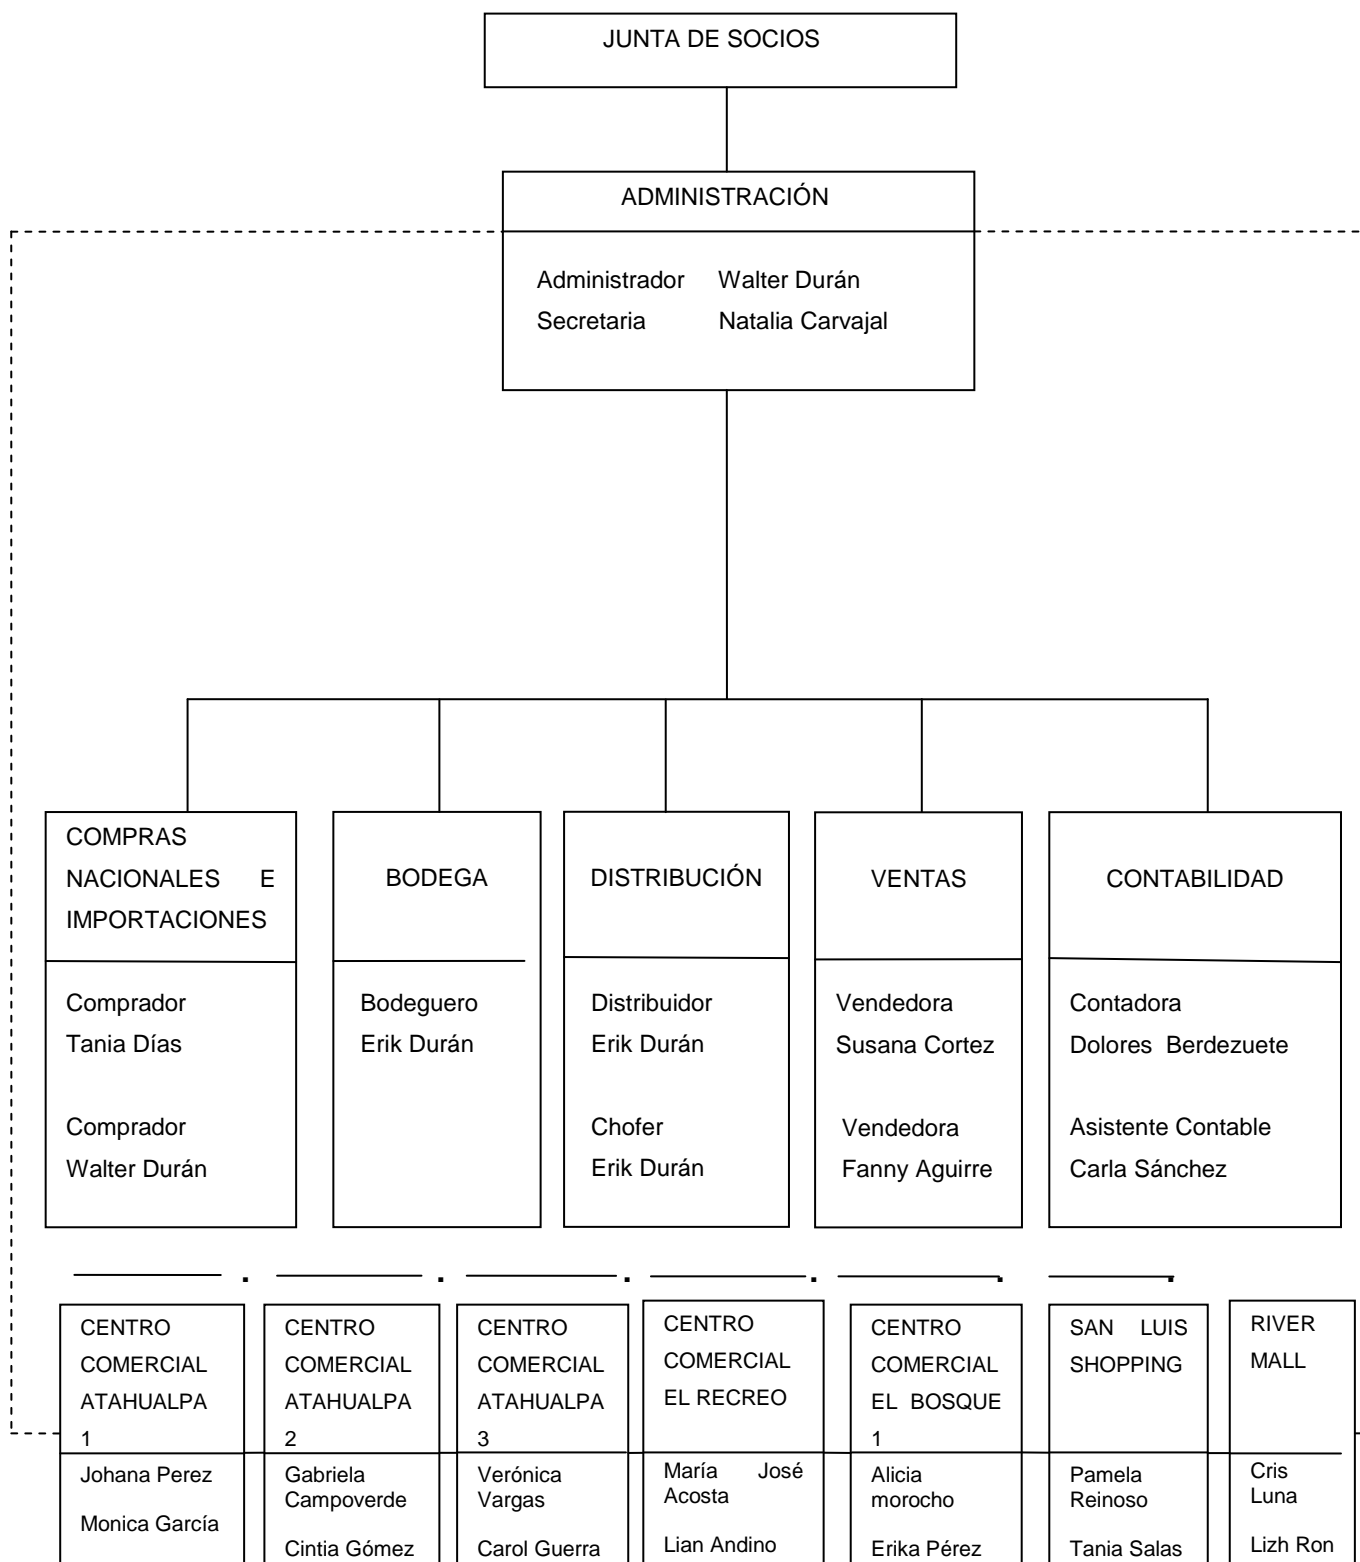 JUNTA DE SOCIOS
ADMINISTRACIÓN
Administrador Walter Durán
Secretaria Natalia Carvajal
COMPRAS
NACIONALES E
IMPORTACIONES
Comprador
Tania Días
Comprador
Walter Durán
BODEGA
Bodeguero
Erik Durán
DISTRIBUCIÓN
Distribuidor
Erik Durán
Chofer
Erik Durán
VENTAS
Vendedora
Susana Cortez
Vendedora
Fanny Aguirre
CONTABILIDAD
Contadora
Dolores Berdezuete
Asistente Contable
Carla Sánchez
CENTRO
COMERCIAL
ATAHUALPA
1
Johana Perez
Monica García
CENTRO
COMERCIAL
ATAHUALPA
2
Gabriela
Campoverde
Cintia Gómez
CENTRO
COMERCIAL
ATAHUALPA
3
Verónica
Vargas
Carol Guerra
CENTRO
COMERCIAL
EL RECREO
María José
Acosta
Lian Andino
CENTRO
COMERCIAL
EL BOSQUE
1
Alicia
morocho
Erika Pérez
SAN LUIS
SHOPPING
Pamela
Reinoso
Tania Salas
RIVER
MALL
Cris
Luna
Lizh Ron